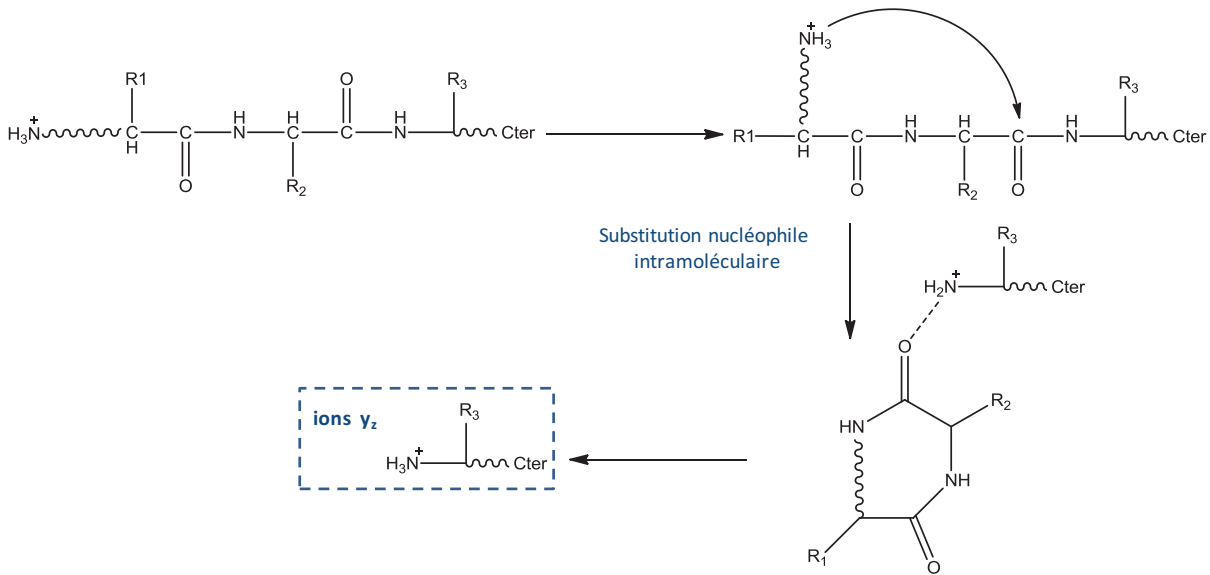 R1
O
R3
H3N+
C
H
C
O
H
N
H
C
R2
C
H
N
Cter
+
NH3
R1
C
H
C
O
H
N
H
C
R2
C
O
H
N
R3
Cter
Substitution nucléophile
intramoléculaire
R3
H2N+
Cter
O
HN
R2
NH
R1
O
ions yz
R3
H3N+
Cter